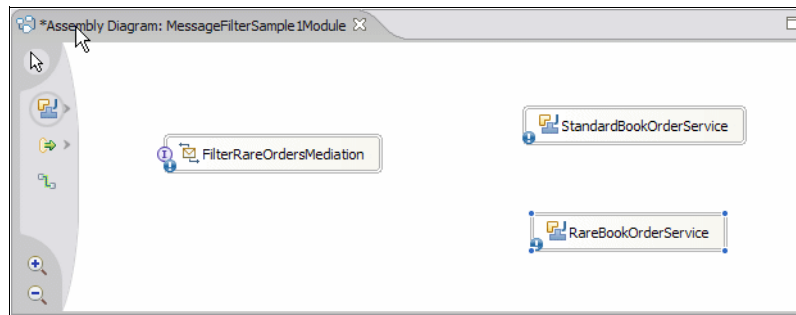 *Assembly Diagram: MessageFilterSample1Module
StandardBookOrderService
FilterRareOrdersMediation
RareBookOrderService